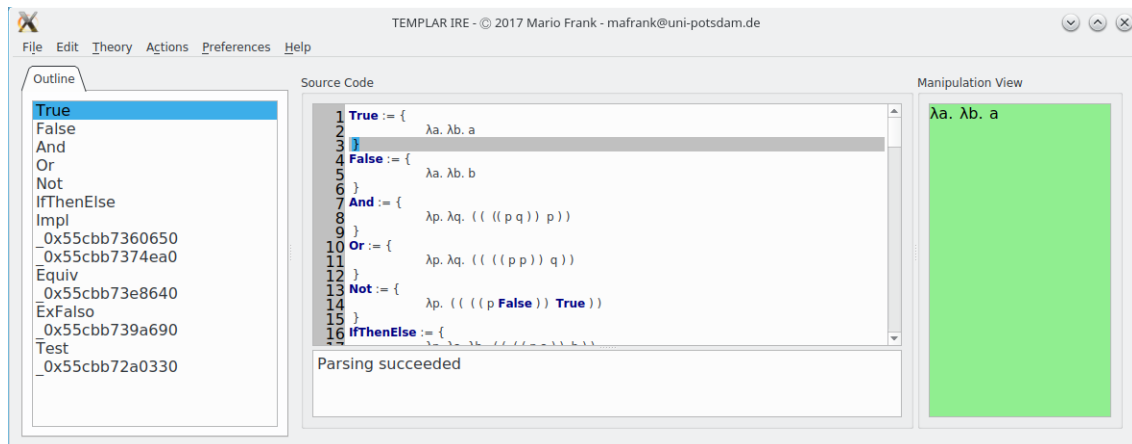 TEMPLAR IRE - © 2017 Mario Frank - mafrank@uni-potsdam.de
File Edit Theory Actions Preferences Help
Outline
True
False
And
Or
Not
IfThenElse
Impl
_0x55cbb7360650
_0x55cbb7374ea0
Equiv
_0x55cbb73e8640
ExFalso
_0x55cbb739a690
Test
_0x55cbb72a0330
Source Code
1 True := {
2 λa. λb. a
3 }
4 False := {
5 λa. λb. b
6 }
7 And := {
8 λp. λq. ( ( ( ( p q ) ) p ) )
9 }
10 Or := {
11 λp. λq. ( ( ( ( p p ) ) q ) )
12 }
13 Not := {
14 λp. ( ( ( ( p False ) ) True ) )
15 }
16 IfThenElse := {
17
Parsing succeeded
Manipulation View
λa. λb. a